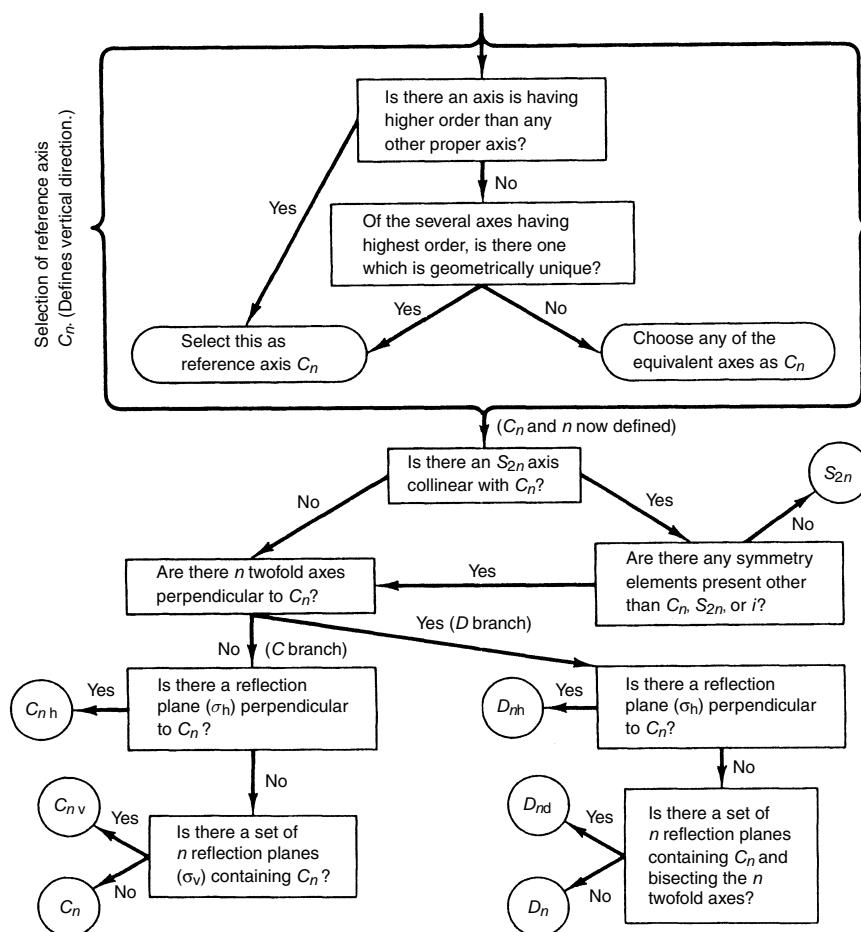 Selection of reference axis
Cn. (Defines vertical direction.)
Is there an axis is having
higher order than any
other proper axis?
Yes
No
Of the several axes having
highest order, is there one
which is geometrically unique?
Yes
No
Select this as
reference axis Cn
Choose any of the
equivalent axes as Cn
(Cn and n now defined)
Is there an S2n axis
collinear with Cn?
No
Yes
S2n
No
Are there any symmetry
elements present other
than Cn, S2n, or i?
Yes
Are there n twofold axes
perpendicular to Cn?
No (C branch)
Yes (D branch)
Is there a reflection
plane (σh) perpendicular
to Cn?
Yes
Cnh
No
Is there a set of
n reflection planes
(σv) containing Cn?
Yes
Cnv
No
Cn
Is there a reflection
plane (σh) perpendicular
to Cn?
Yes
Dnh
No
Is there a set of
n reflection planes
containing Cn and
bisecting the n
twofold axes?
Yes
Dnd
No
Dn